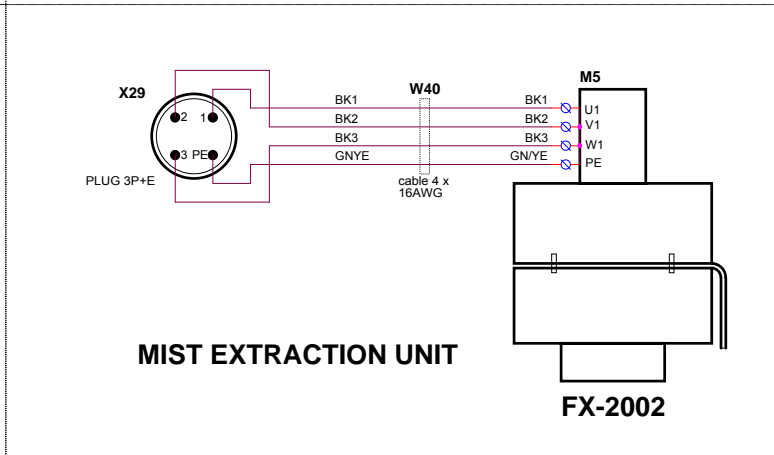 M5
X29
W40
BK1
BK1
U1
2
1
BK2
BK2
V1
BK3
BK3
W1
3
PE
GNYE
GN/YE
PE
PLUG 3P+E
cable 4 x
16AWG
MIST EXTRACTION UNIT
FX-2002